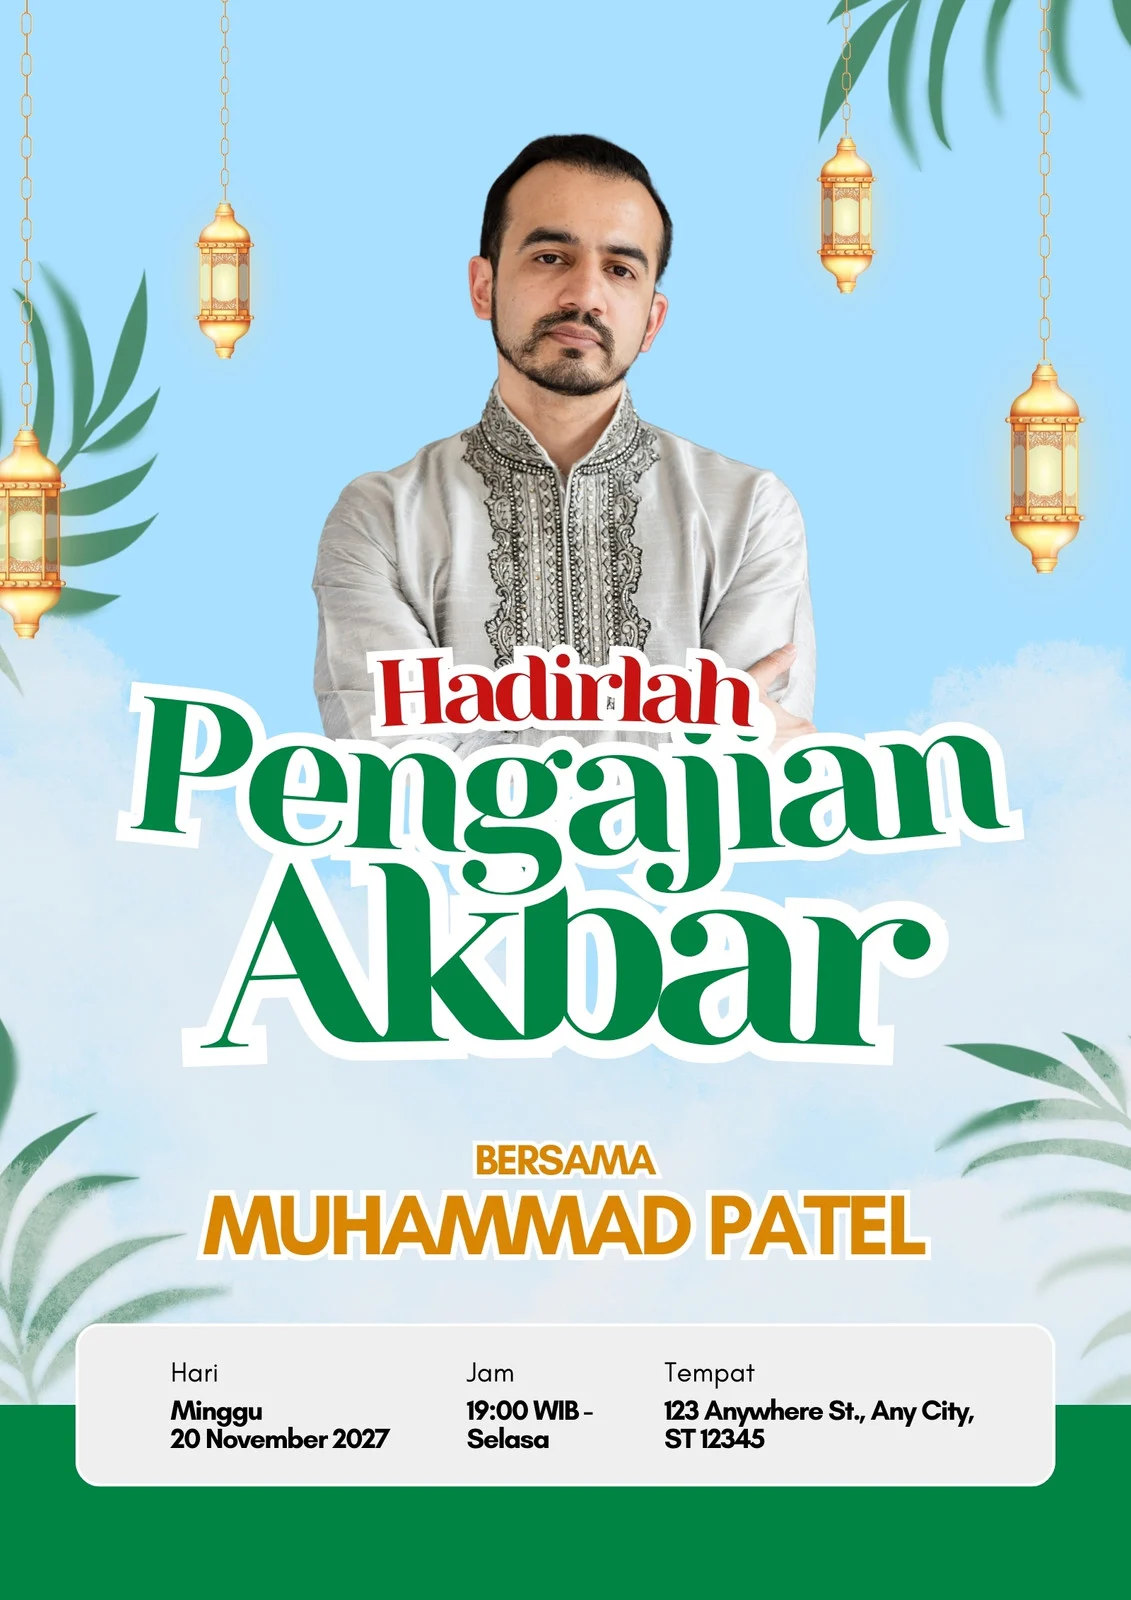 Hadirlah
Pengajian
Akbar
BERSAMA
MUHAMMAD PATEL
Hari
Minggu
20 November 2027
Jam
19:00 WIB -
Selasa
Tempat
123 Anywhere St., Any City,
ST 12345